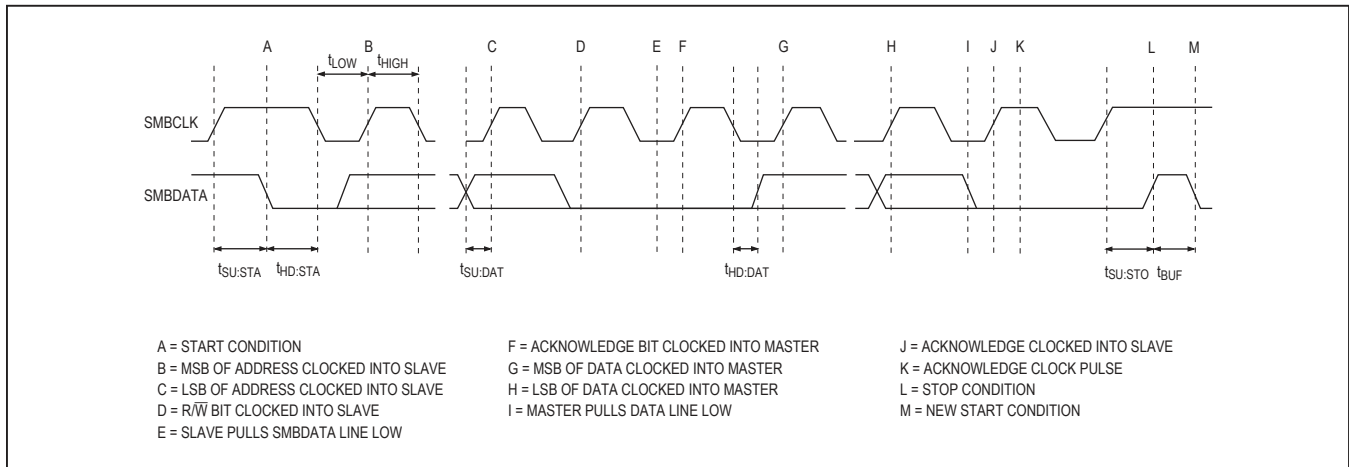 A B C D E F G H I J K L M
tLOW tHIGH
SMBCLK
SMBDATA
tSU:STA tHD:STA tSU:DAT tHD:DAT tSU:STO tBUF
A = START CONDITION
B = MSB OF ADDRESS CLOCKED INTO SLAVE
C = LSB OF ADDRESS CLOCKED INTO SLAVE
D = R/W̅ BIT CLOCKED INTO SLAVE
E = SLAVE PULLS SMBDATA LINE LOW
F = ACKNOWLEDGE BIT CLOCKED INTO MASTER
G = MSB OF DATA CLOCKED INTO MASTER
H = LSB OF DATA CLOCKED INTO MASTER
I = MASTER PULLS DATA LINE LOW
J = ACKNOWLEDGE CLOCKED INTO SLAVE
K = ACKNOWLEDGE CLOCK PULSE
L = STOP CONDITION
M = NEW START CONDITION